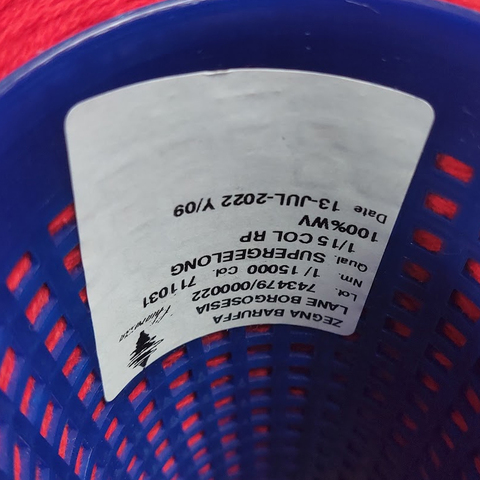 ZEGNA BARUFFA
LANE BORGOSESIA
Lot. 743479/000022
Nm. 1/ 15000 Col. 711031
Qual. SUPERGEELONG
1/15 COL RP
100%WV
Date 13-JUL-2022 Y/09